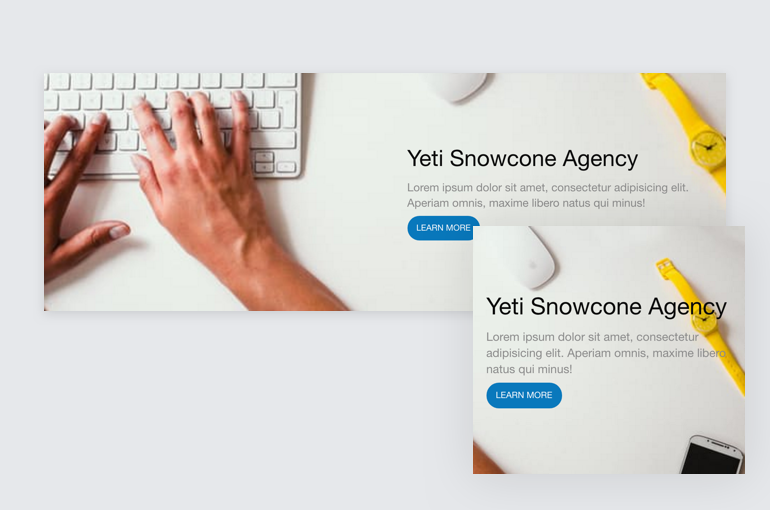 Yeti Snowcone Agency
Lorem ipsum dolor sit amet, consectetur adipisicing elit.
Aperiam omnis, maxime libero natus qui minus!
LEARN MORE
Yeti Snowcone Agency
Lorem ipsum dolor sit amet, consectetur
adipisicing elit. Aperiam omnis, maxime libero
natus qui minus!
LEARN MORE